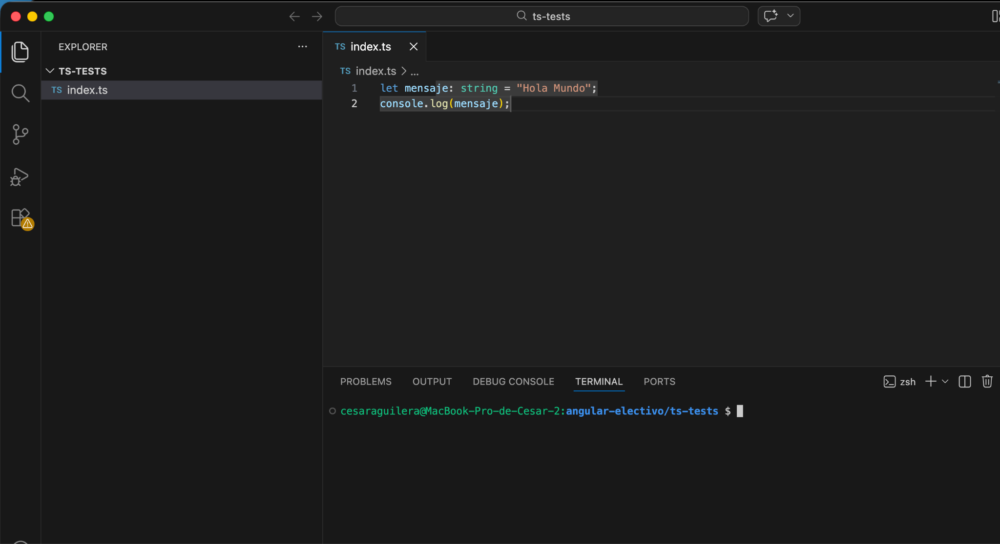 ts-tests
EXPLORER
TS-TESTS
TS index.ts
TS index.ts
TS index.ts > ...
1 let mensaje: string = "Hola Mundo";
2 console.log(mensaje);
PROBLEMS OUTPUT DEBUG CONSOLE TERMINAL PORTS zsh
cesaraguilera@MacBook-Pro-de-Cesar-2:angular-electivo/ts-tests $